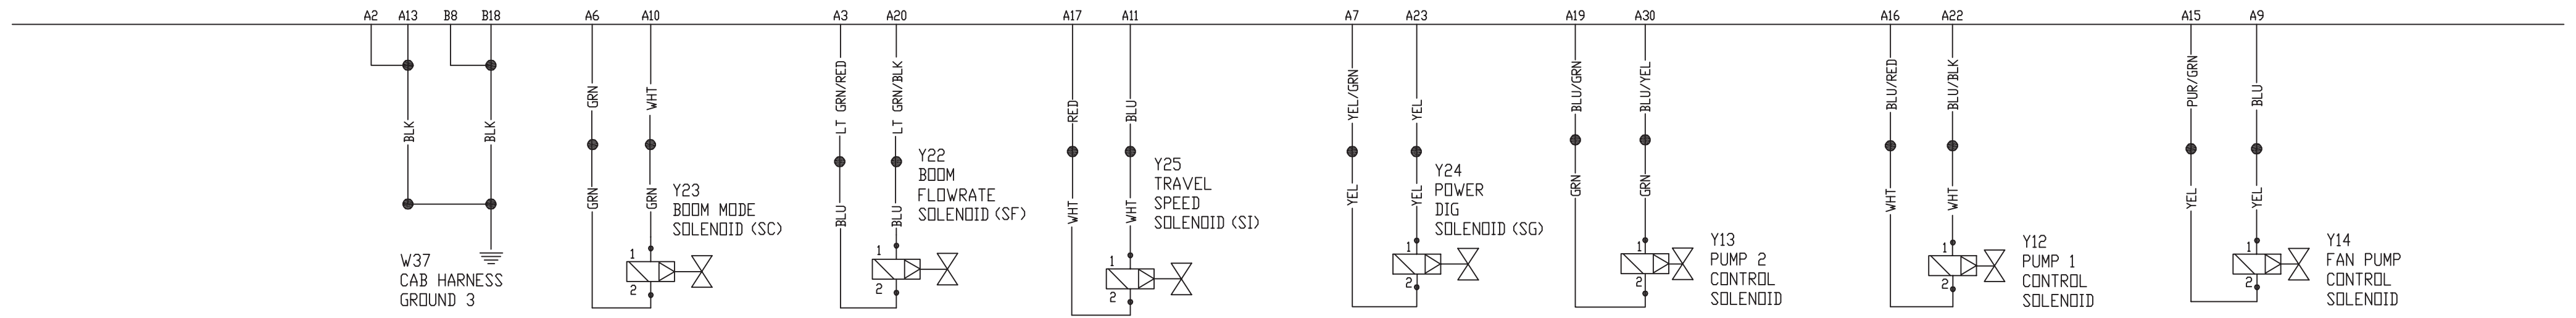 A2 A13 B8 B18 A6 A10 A3 A20 A17 A11 A7 A23 A19 A30 A16 A22 A15 A9
BLK
BLK
GRN
WHT
LT GRN/RED
LT GRN/BLK
RED
BLU
YEL/GRN
YEL
BLU/GRN
BLU/YEL
BLU/RED
BLU/BLK
PUR/GRN
BLU
GRN
GRN
BLU
BLU
WHT
WHT
YEL
YEL
GRN
GRN
WHT
WHT
YEL
YEL
W37
CAB HARNESS
GROUND 3
Y23
BOOM MODE
SOLENOID (SC)
1
2
Y22
BOOM
FLOWRATE
SOLENOID (SF)
1
2
Y25
TRAVEL
SPEED
SOLENOID (SI)
1
2
Y24
POWER
DIG
SOLENOID (SG)
1
2
Y13
PUMP 2
CONTROL
SOLENOID
1
2
Y12
PUMP 1
CONTROL
SOLENOID
1
2
Y14
FAN PUMP
CONTROL
SOLENOID
1
2